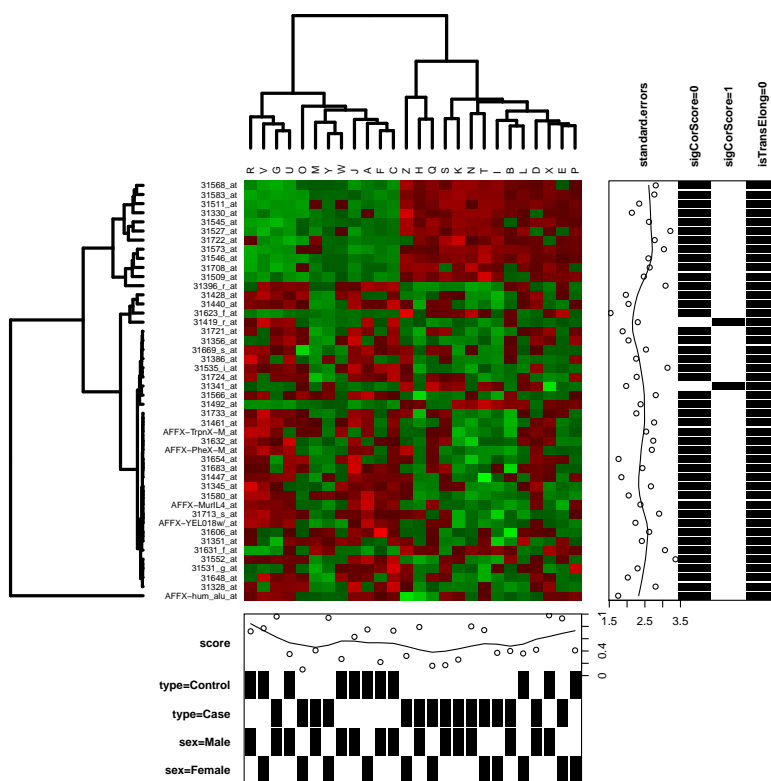 standard.errors
sigCorScore=0
sigCorScore=1
isTransElong=0
R V G U O M Y W J A F C Z H Q S K N T I B L D X E P
31568_at
31583_at
31511_at
31330_at
31545_at
31527_at
31722_at
31573_at
31546_at
31708_at
31509_at
31396_r_at
31428_at
31440_at
31623_f_at
31419_r_at
31721_at
31356_at
31669_s_at
31386_at
31535_i_at
31724_at
31341_at
31566_at
31492_at
31733_at
31461_at
AFFX-TrpnX-M_at
31632_at
AFFX-PheX-M_at
31654_at
31683_at
31447_at
31345_at
31580_at
AFFX-MurIL4_at
31713_s_at
AFFX-YEL018w/_at
31606_at
31351_at
31631_f_at
31552_at
31531_g_at
31648_at
31328_at
AFFX-hum_alu_at
1.5 2.5 3.5
score
0 0.4 1
type=Control
type=Case
sex=Male
sex=Female